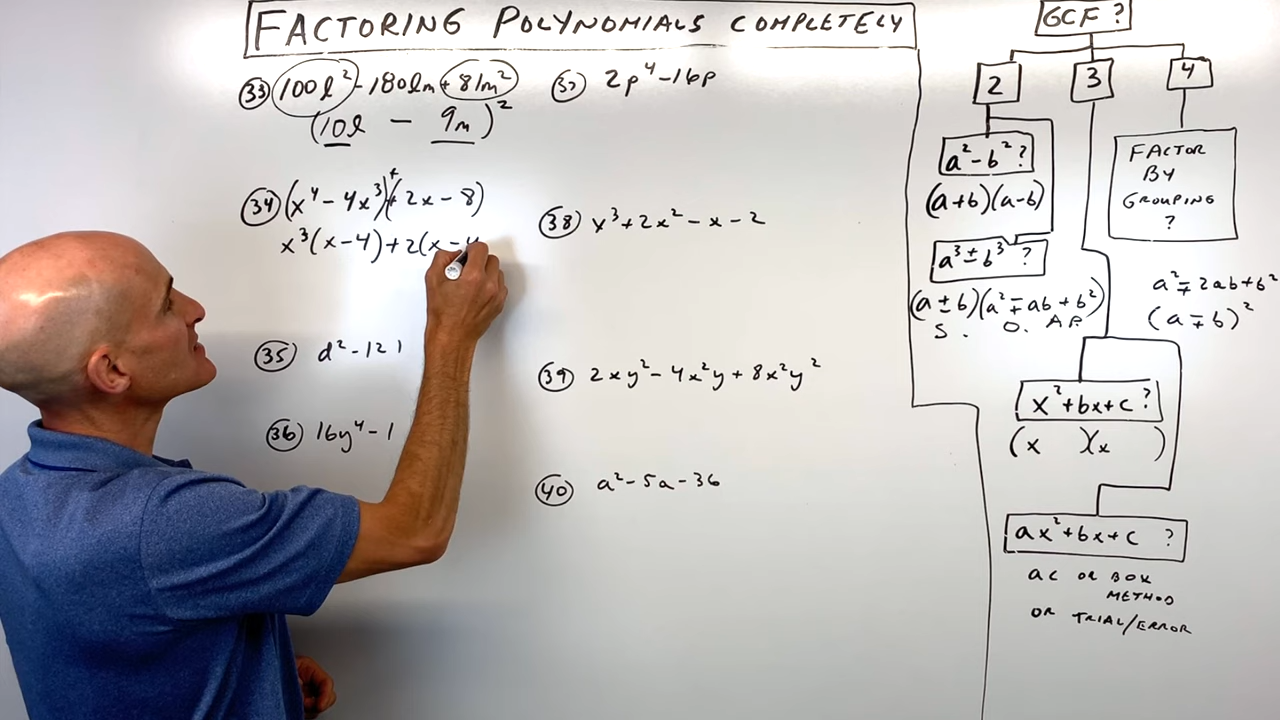 FACTORING POLYNOMIALS COMPLETELY
33 100l² - 180lm + 81m²
(10l - 9m)²
34 (x⁴ - 4x³)+(+2x - 8)
x³(x - 4) + 2(x - 4
35 d² - 121
36 16y⁴ - 1
37 2p⁴ - 16p
38 x³ + 2x² - x - 2
39 2xy² - 4x²y + 8x²y²
40 a² - 5a - 36
GCF ?
2 3 4
a² - b² ?
(a+b)(a-b)
a³ ± b³ ?
(a ± b)(a² ∓ ab + b²)
S. O. A.P.
FACTOR
BY
GROUPING
?
a² ∓ 2ab + b²
(a ∓ b)²
x² + bx + c ?
(x )(x )
ax² + bx + c ?
AC OR BOX
METHOD
OR TRIAL/ERROR